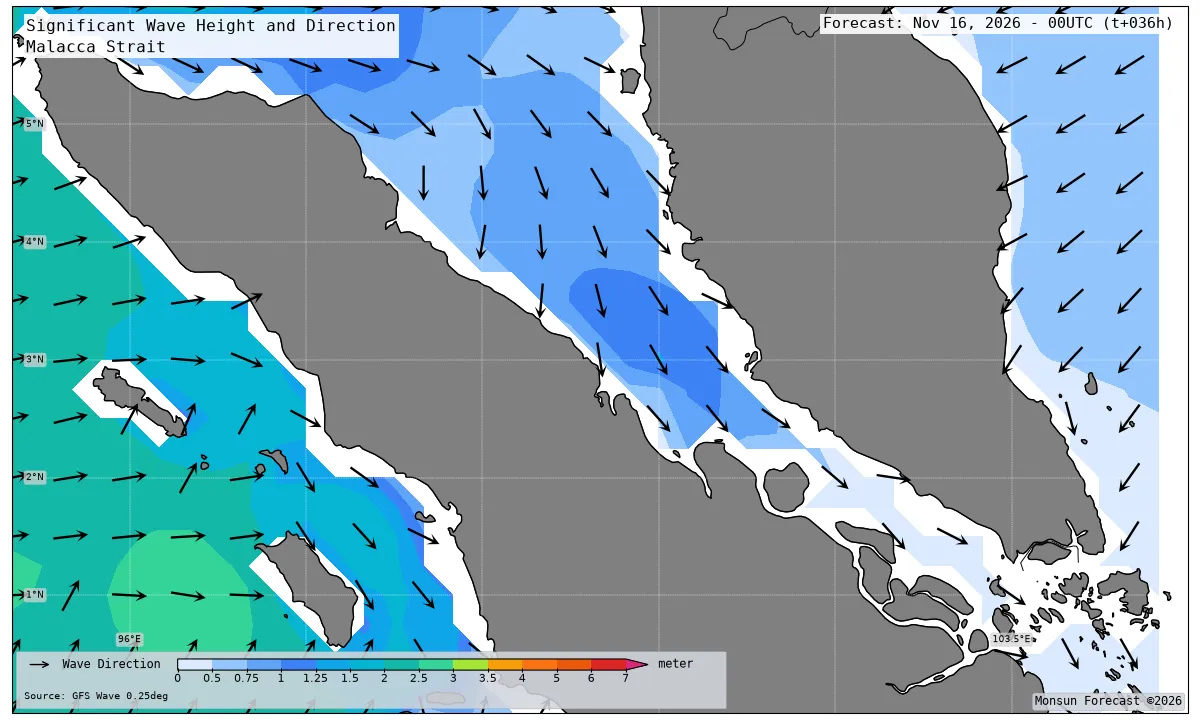 Significant Wave Height and Direction
Malacca Strait
Forecast: Nov 16, 2026 - 00UTC (t+036h)
5°N
4°N
3°N
2°N
1°N
96°E
103.5°E
Wave Direction
0 0.5 0.75 1 1.25 1.5 2 2.5 3 3.5 4 5 6 7
meter
Source: GFS Wave 0.25deg
Monsun Forecast ©2026